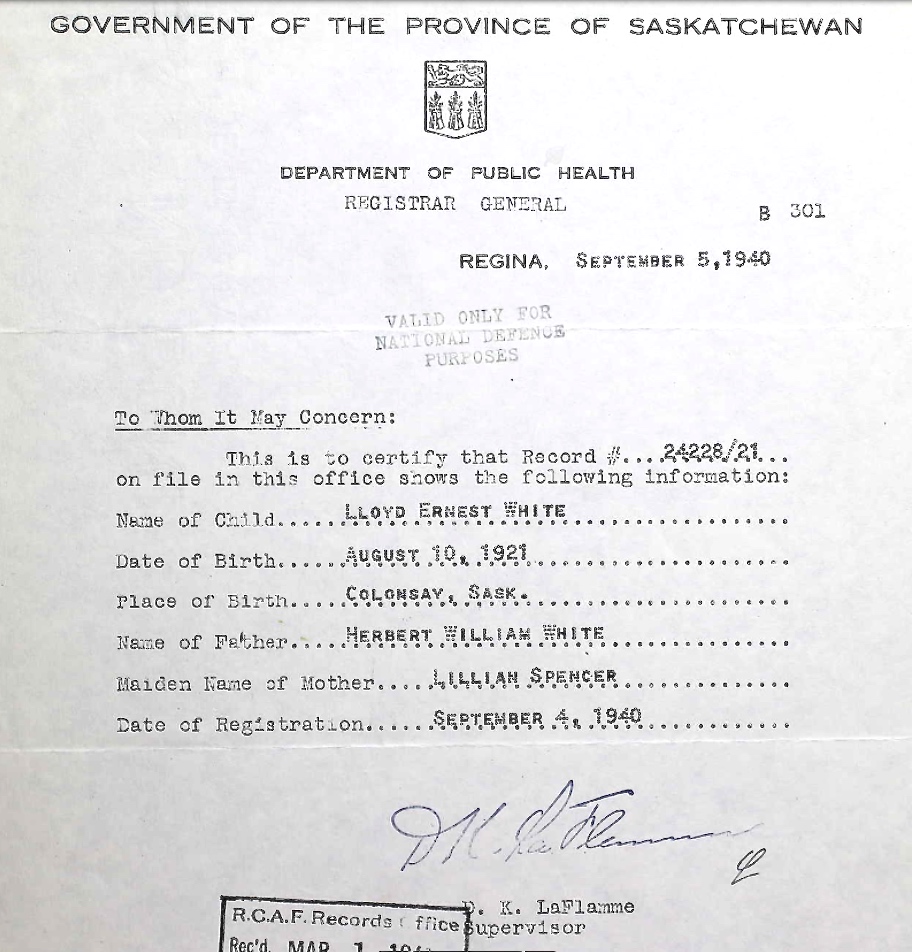 GOVERNMENT OF THE PROVINCE OF SASKATCHEWAN
DEPARTMENT OF PUBLIC HEALTH
REGISTRAR GENERAL
B 301
REGINA, SEPTEMBER 5,1940
VALID ONLY FOR
NATIONAL DEFENCE
PURPOSES
To Whom It May Concern:
This is to certify that Record #....24228/21...
on file in this office shows the following information:
Name of Child......LLOYD ERNEST WHITE
Date of Birth......AUGUST 10, 1921
Place of Birth.....COLONSAY, SASK.
Name of Father.....HERBERT WILLIAM WHITE
Maiden Name of Mother.....LILLIAN SPENCER
Date of Registration......SEPTEMBER 4, 1940
D K. LaFlamme
D. K. LaFlamme
Supervisor
R.C.A.F. Records Office
Rec'd. MAR 1